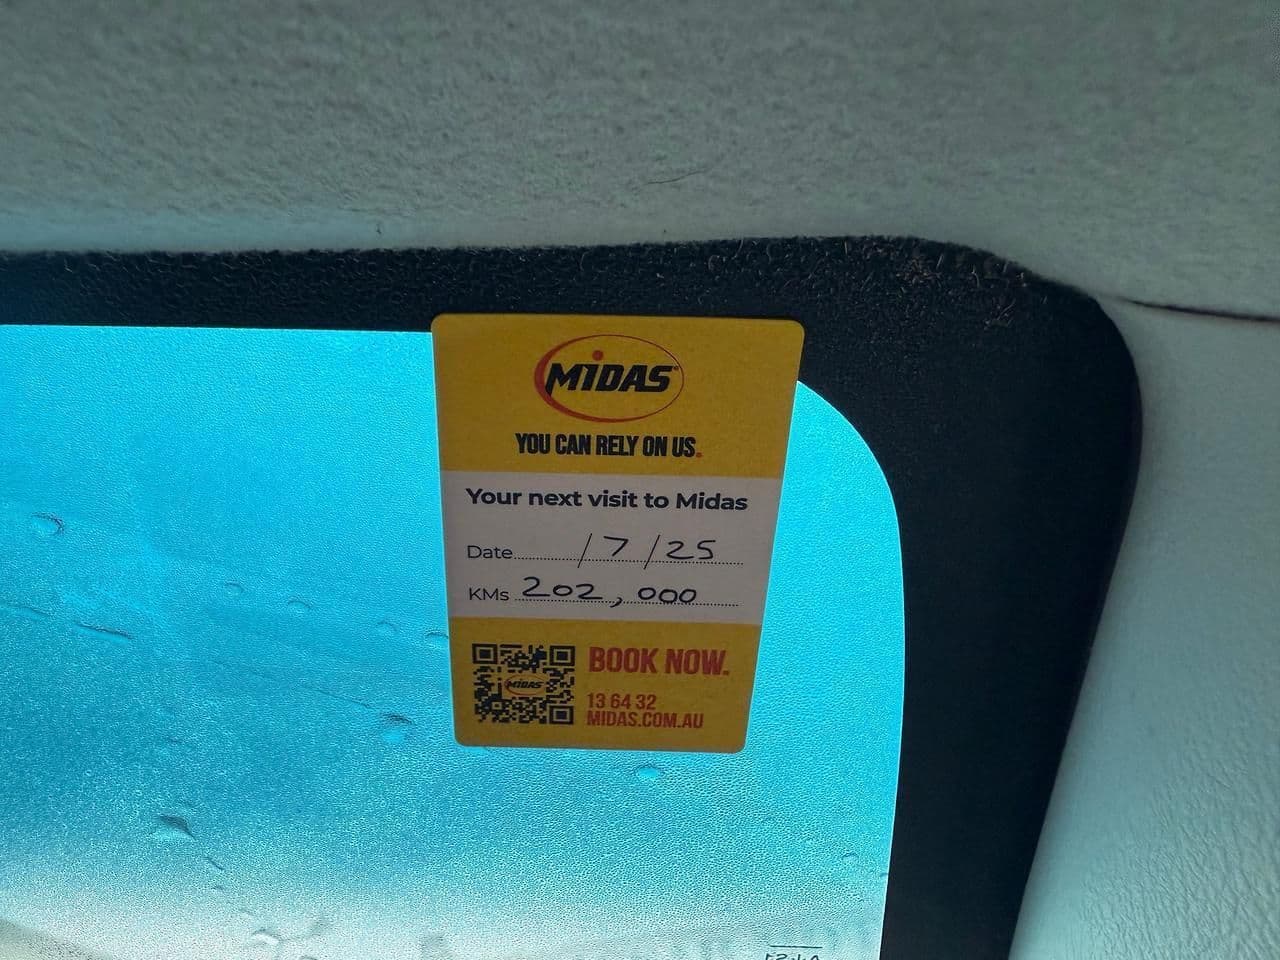 MIDAS
YOU CAN RELY ON US.
Your next visit to Midas
Date....../7/25
KMs 202,000
MIDAS
BOOK NOW.
13 64 32
MIDAS.COM.AU